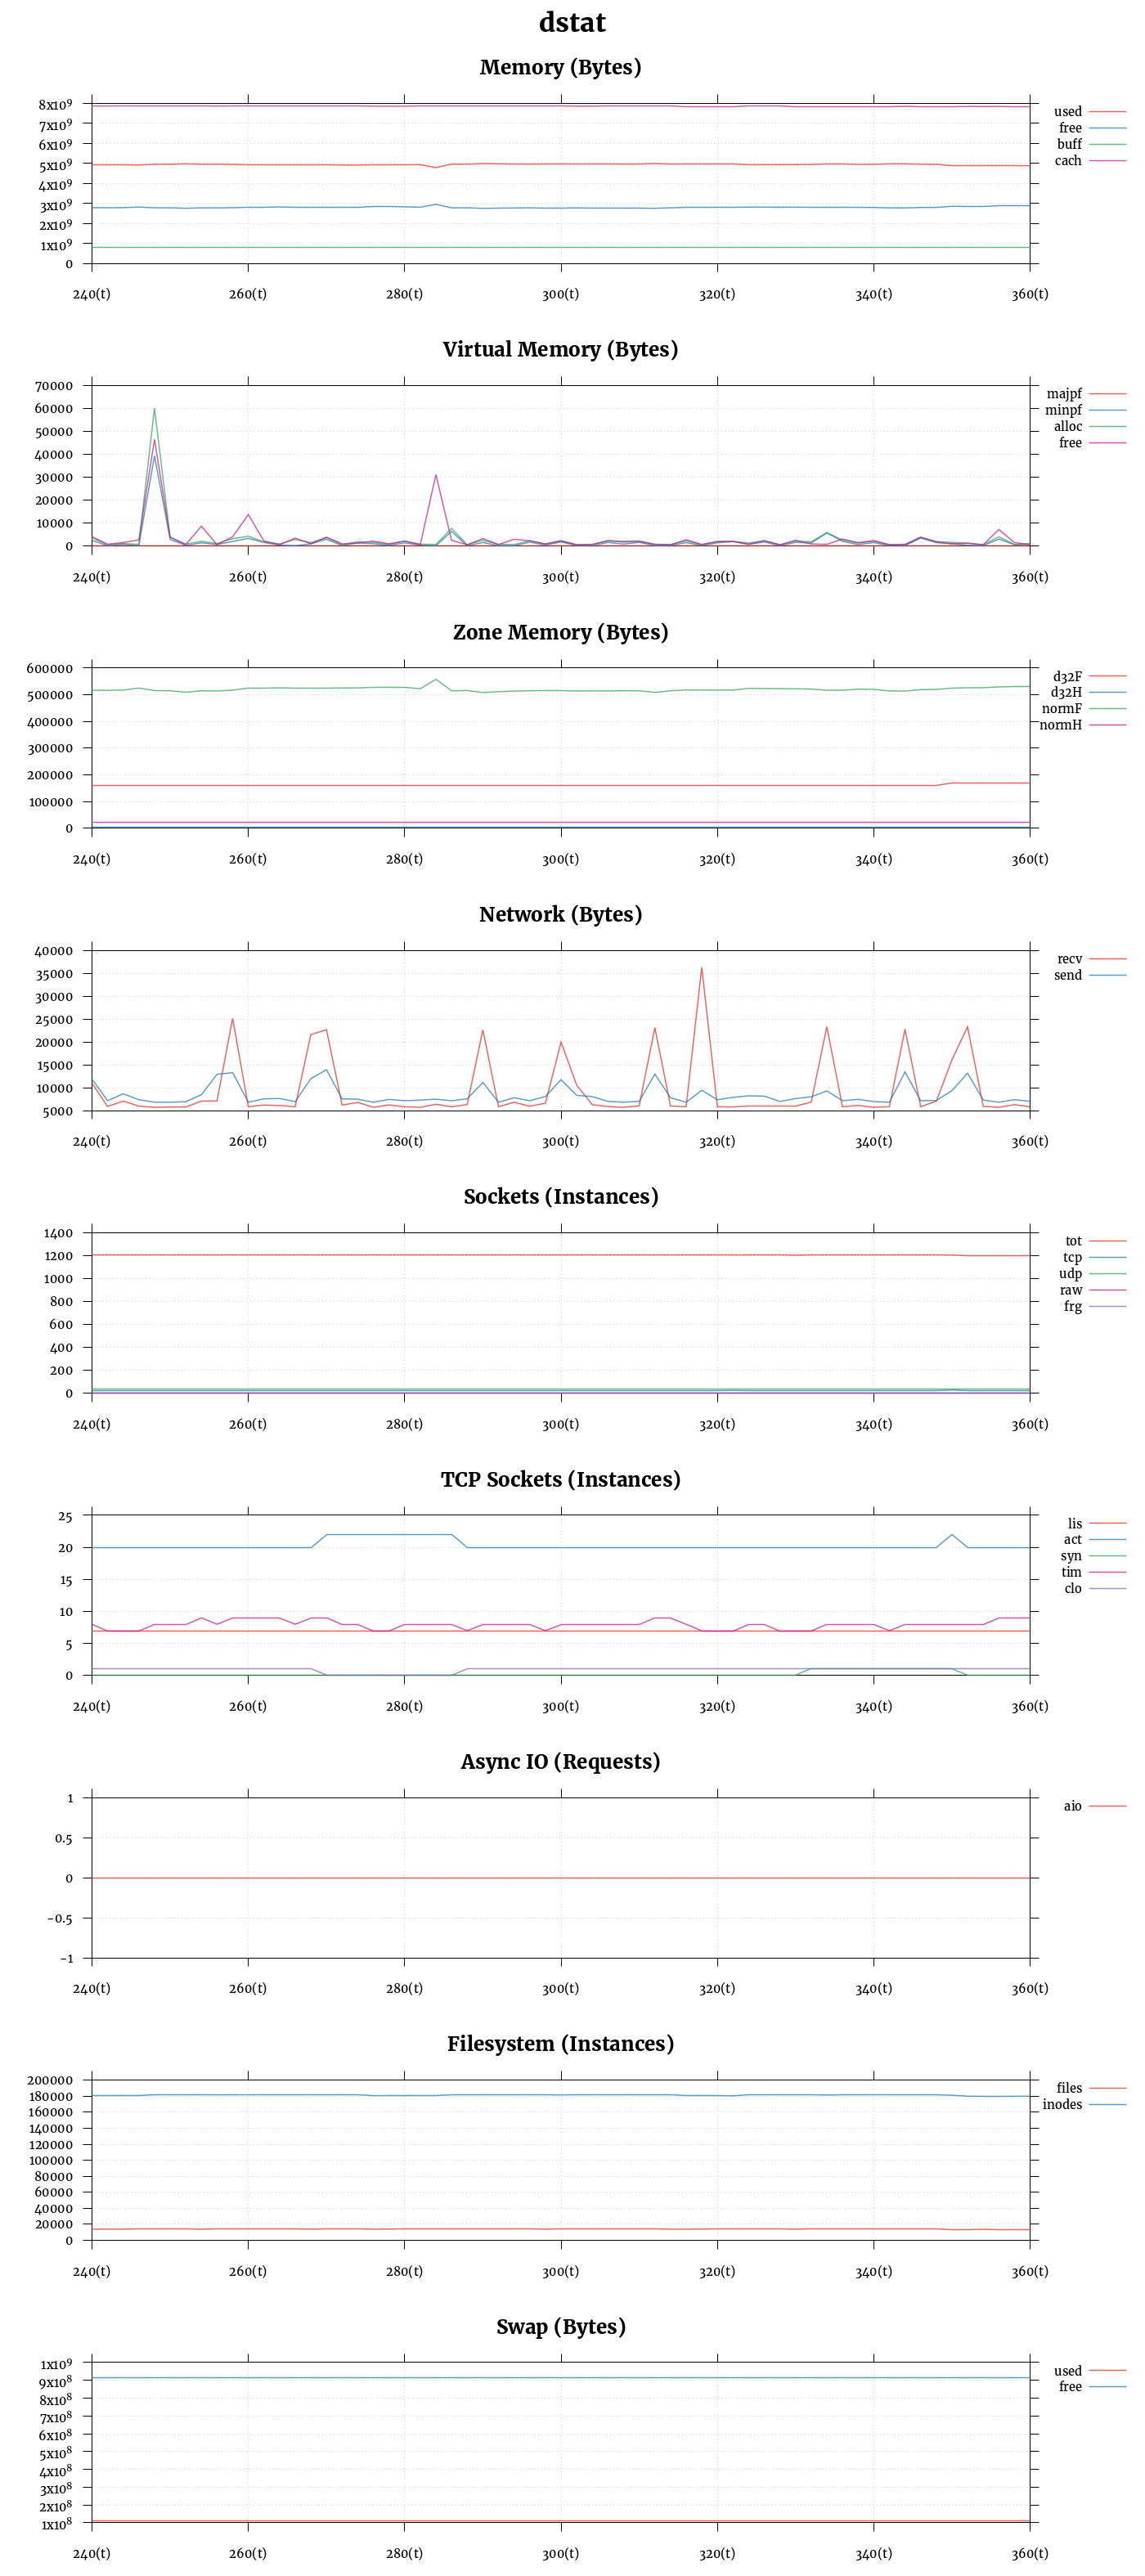 dstat
Memory (Bytes)
8x10⁹
7x10⁹
6x10⁹
5x10⁹
4x10⁹
3x10⁹
2x10⁹
1x10⁹
0
240(t) 260(t) 280(t) 300(t) 320(t) 340(t) 360(t)
used
free
buff
cach
Virtual Memory (Bytes)
70000
60000
50000
40000
30000
20000
10000
0
240(t) 260(t) 280(t) 300(t) 320(t) 340(t) 360(t)
majpf
minpf
alloc
free
Zone Memory (Bytes)
600000
500000
400000
300000
200000
100000
0
240(t) 260(t) 280(t) 300(t) 320(t) 340(t) 360(t)
d32F
d32H
normF
normH
Network (Bytes)
40000
35000
30000
25000
20000
15000
10000
5000
240(t) 260(t) 280(t) 300(t) 320(t) 340(t) 360(t)
recv
send
Sockets (Instances)
1400
1200
1000
800
600
400
200
0
240(t) 260(t) 280(t) 300(t) 320(t) 340(t) 360(t)
tot
tcp
udp
raw
frg
TCP Sockets (Instances)
25
20
15
10
5
0
240(t) 260(t) 280(t) 300(t) 320(t) 340(t) 360(t)
lis
act
syn
tim
clo
Async IO (Requests)
1
0.5
0
-0.5
-1
240(t) 260(t) 280(t) 300(t) 320(t) 340(t) 360(t)
aio
Filesystem (Instances)
200000
180000
160000
140000
120000
100000
80000
60000
40000
20000
0
240(t) 260(t) 280(t) 300(t) 320(t) 340(t) 360(t)
files
inodes
Swap (Bytes)
1x10⁹
9x10⁸
8x10⁸
7x10⁸
6x10⁸
5x10⁸
4x10⁸
3x10⁸
2x10⁸
1x10⁸
240(t) 260(t) 280(t) 300(t) 320(t) 340(t) 360(t)
used
free